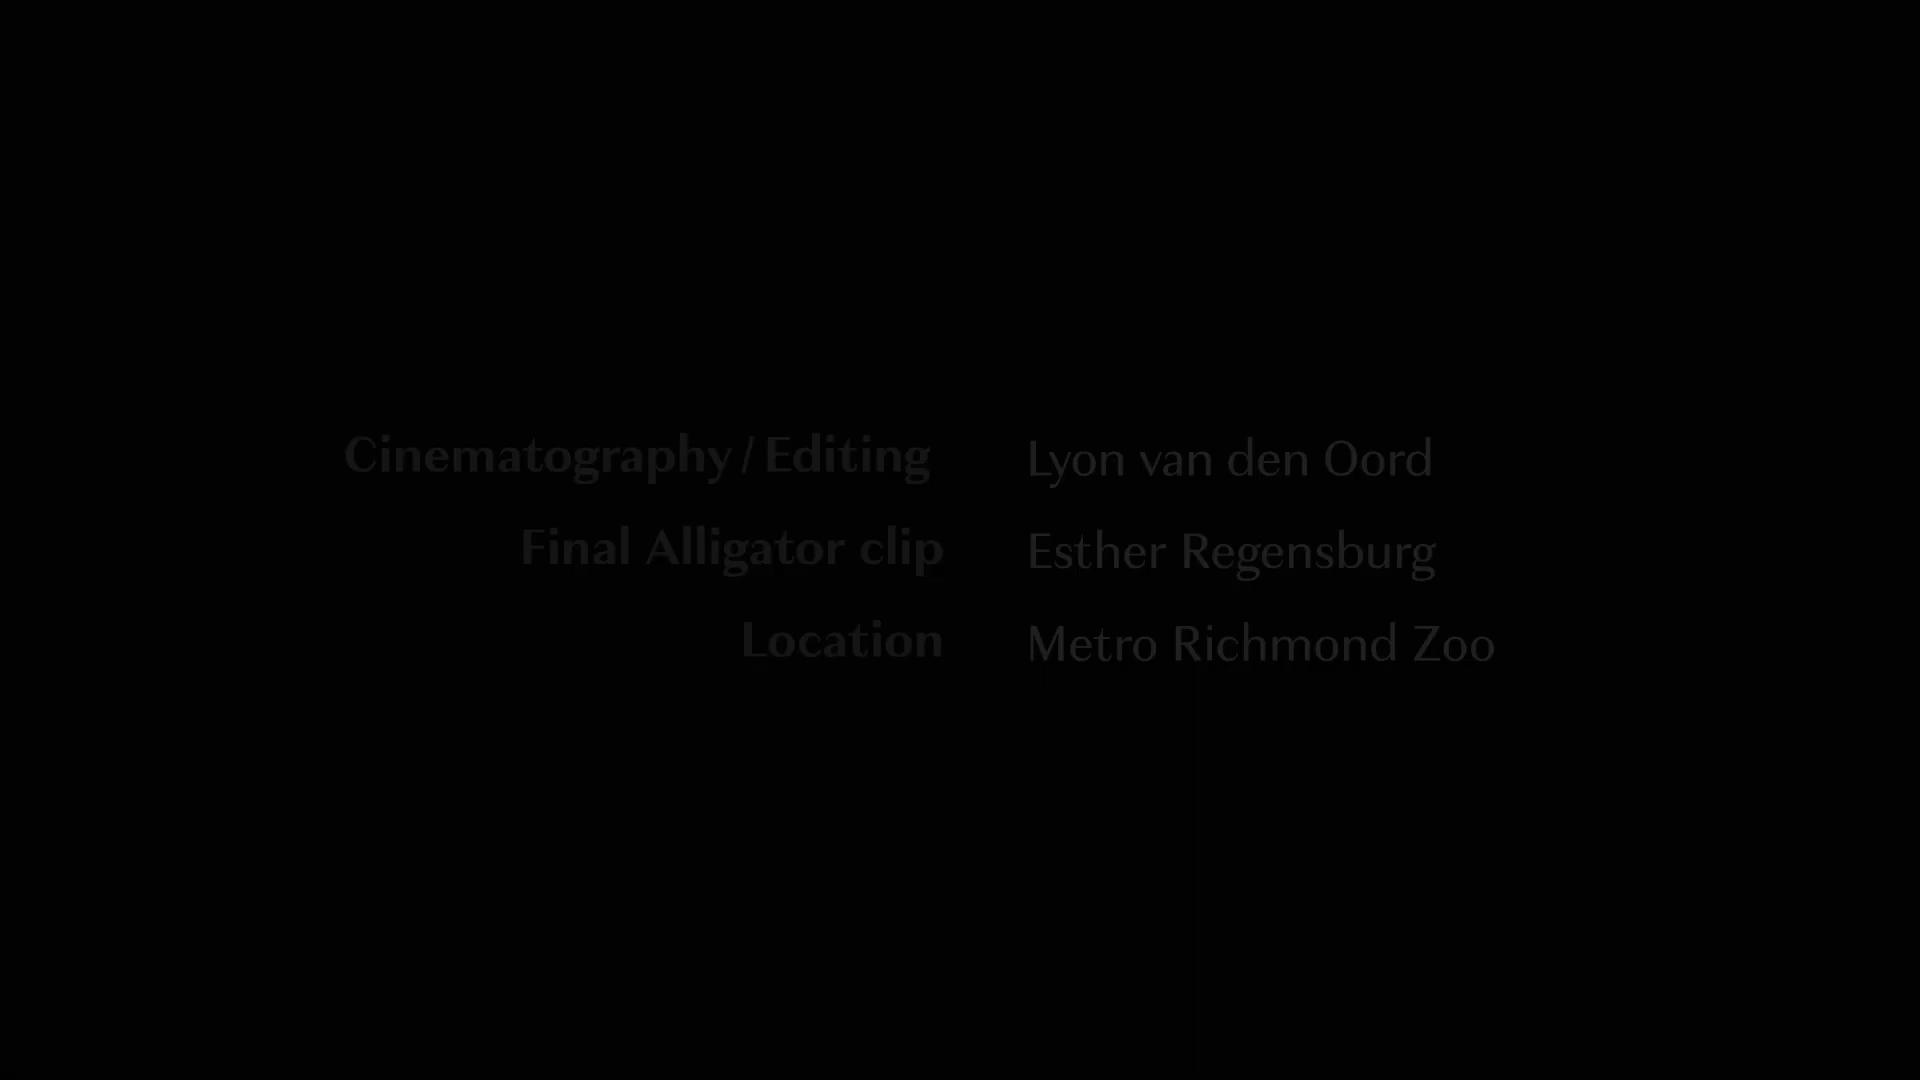 Cinematography / Editing Lyon van den Oord
Final Alligator clip Esther Regensburg
Location Metro Richmond Zoo